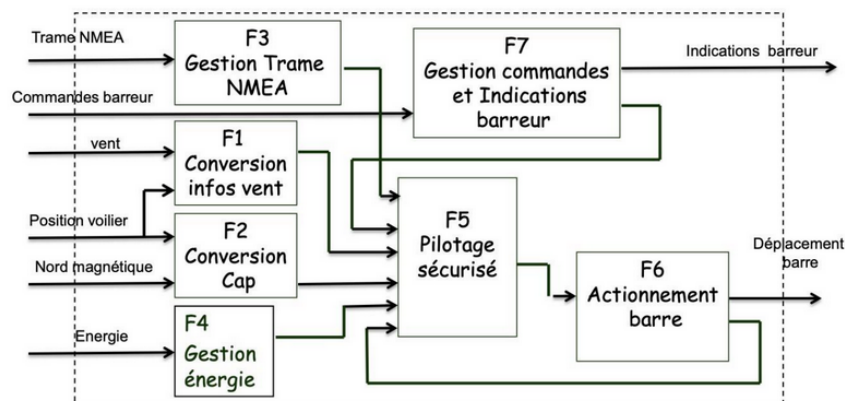 Trame NMEA
F3
Gestion Trame
NMEA
F7
Gestion commandes
et Indications
barreur
Indications barreur
Commandes barreur
vent
F1
Conversion
infos vent
Position voilier
F2
Conversion
Cap
Nord magnétique
F5
Pilotage
sécurisé
Déplacement
barre
F6
Actionnement
barre
Energie
F4
Gestion
énergie